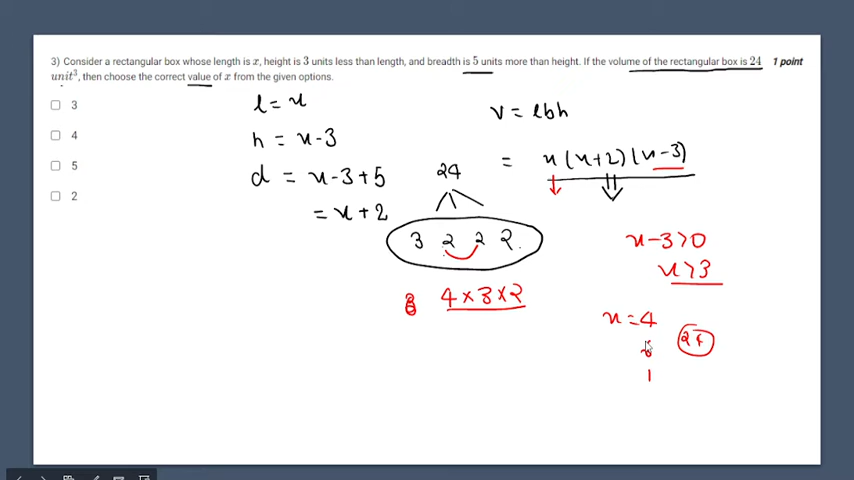 3) Consider a rectangular box whose length is x, height is 3 units less than length, and breadth is 5 units more than height. If the volume of the rectangular box is 24 1 point
unit³, then choose the correct value of x from the given options.
3
4
5
2
l = x
h = x-3
d = x-3+5
= x+2
24
3 2 2 2
4×3×2
V = lbh
= x(x+2)(x-3)
x-3>0
x>3
x=4
6
1